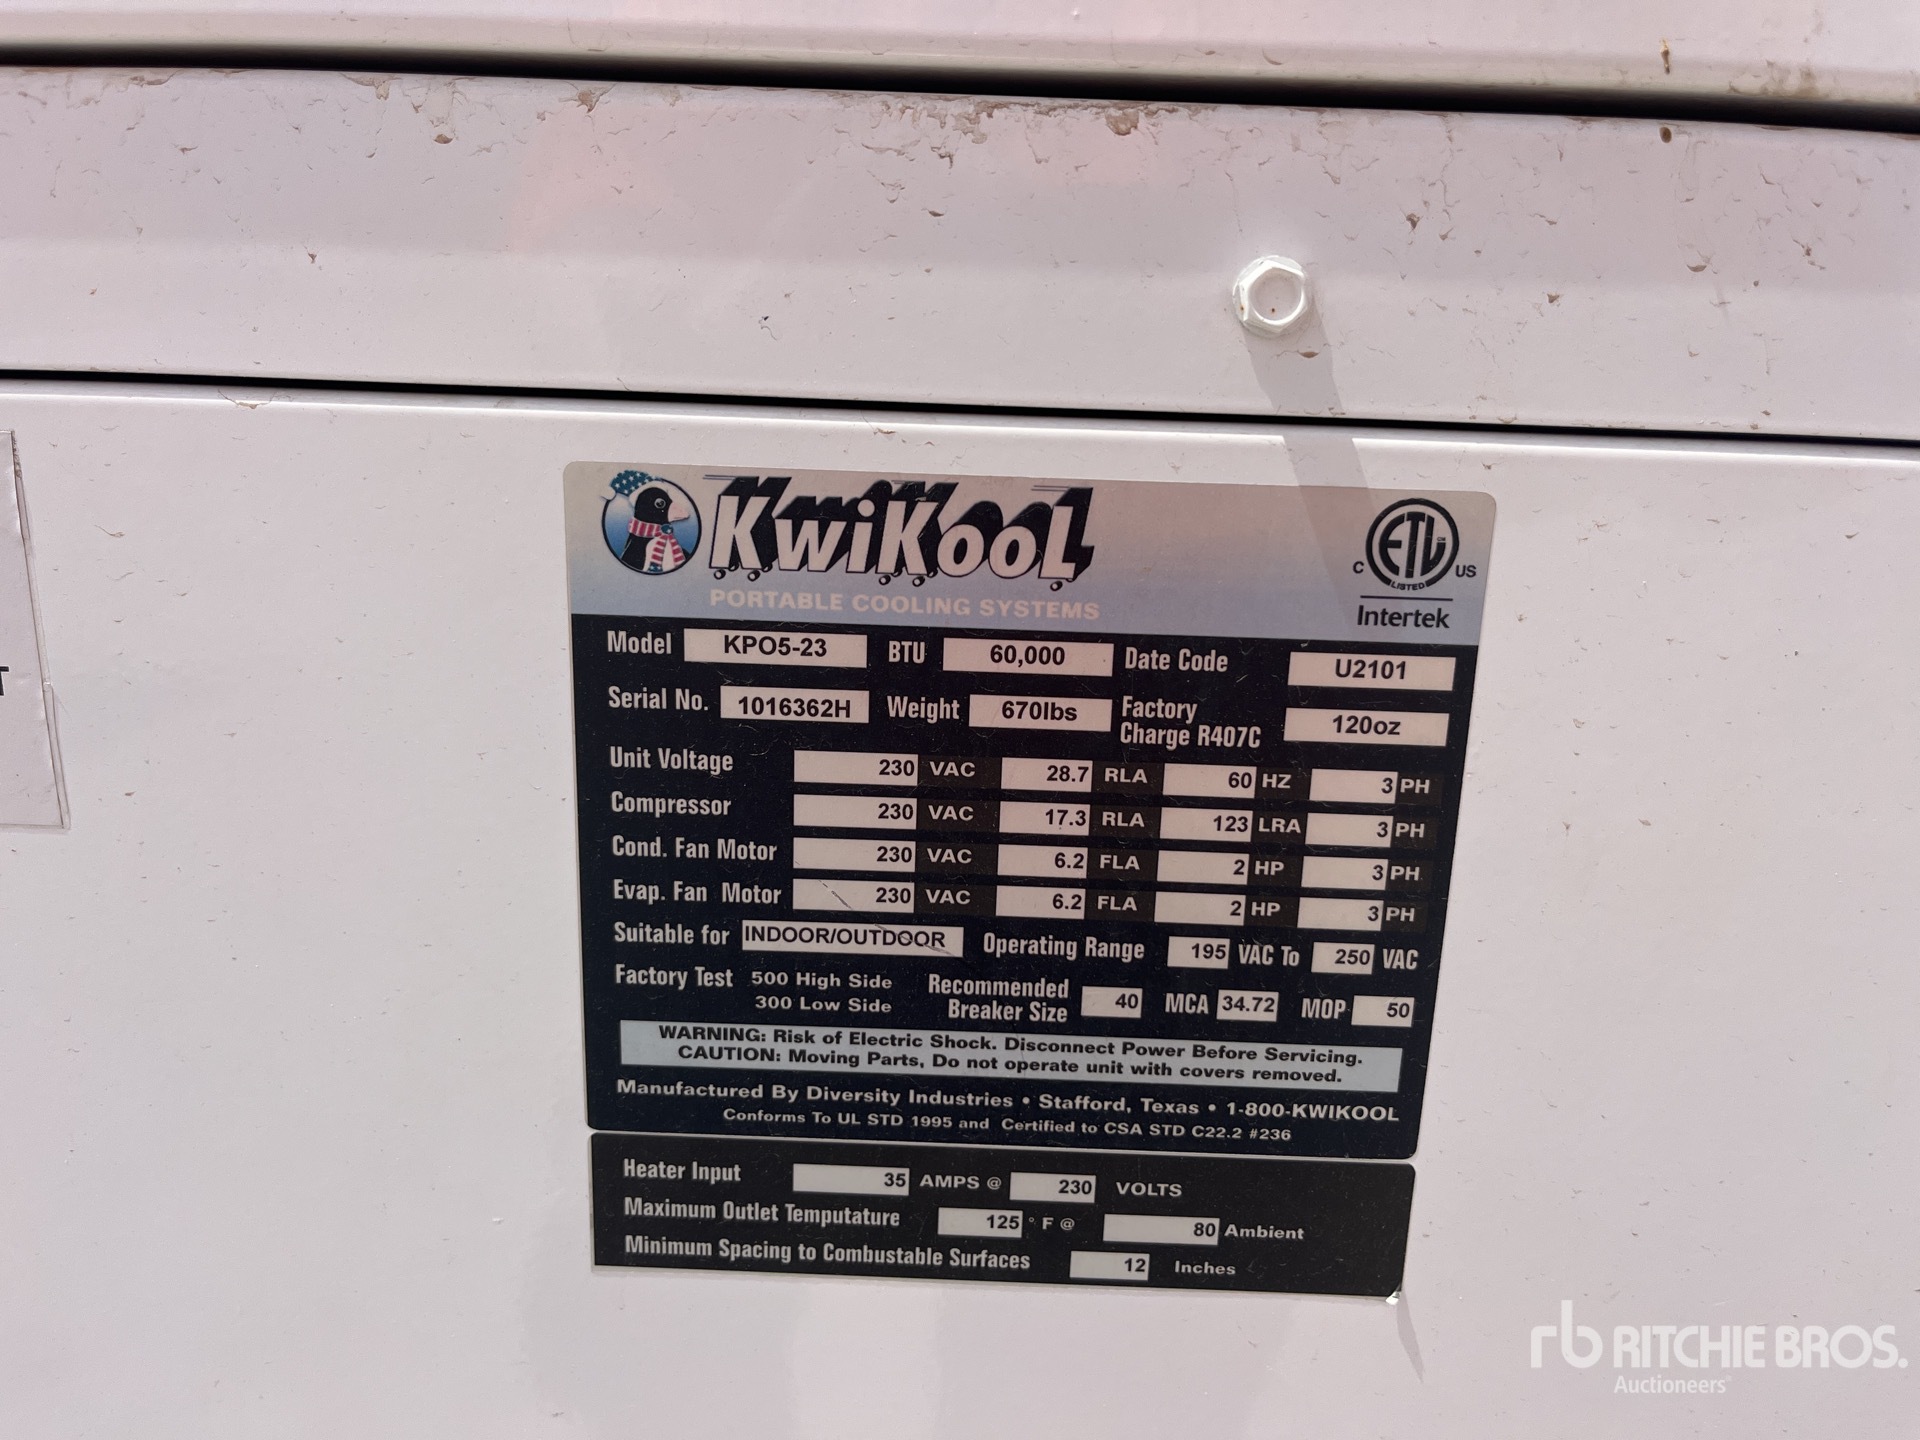 T
KwiKool
PORTABLE COOLING SYSTEMS
ETL CM
LISTED
C US
Intertek
Model KPO5-23 BTU 60,000 Date Code U2101
Serial No. 1016362H Weight 670lbs Factory Charge R407C 120oz
Unit Voltage 230 VAC 28.7 RLA 60 HZ 3 PH
Compressor 230 VAC 17.3 RLA 123 LRA 3 PH
Cond. Fan Motor 230 VAC 6.2 FLA 2 HP 3 PH
Evap. Fan Motor 230 VAC 6.2 FLA 2 HP 3 PH
Suitable for INDOOR/OUTDOOR Operating Range 195 VAC To 250 VAC
Factory Test 500 High Side
300 Low Side
Recommended
Breaker Size 40 MCA 34.72 MOP 50
WARNING: Risk of Electric Shock. Disconnect Power Before Servicing.
CAUTION: Moving Parts, Do not operate unit with covers removed.
Manufactured By Diversity Industries • Stafford, Texas • 1-800-KWIKOOL
Conforms To UL STD 1995 and Certified to CSA STD C22.2 #236
Heater Input 35 AMPS @ 230 VOLTS
Maximum Outlet Temputature 125 ° F @ 80 Ambient
Minimum Spacing to Combustable Surfaces 12 Inches
rb RITCHIE BROS.
Auctioneers